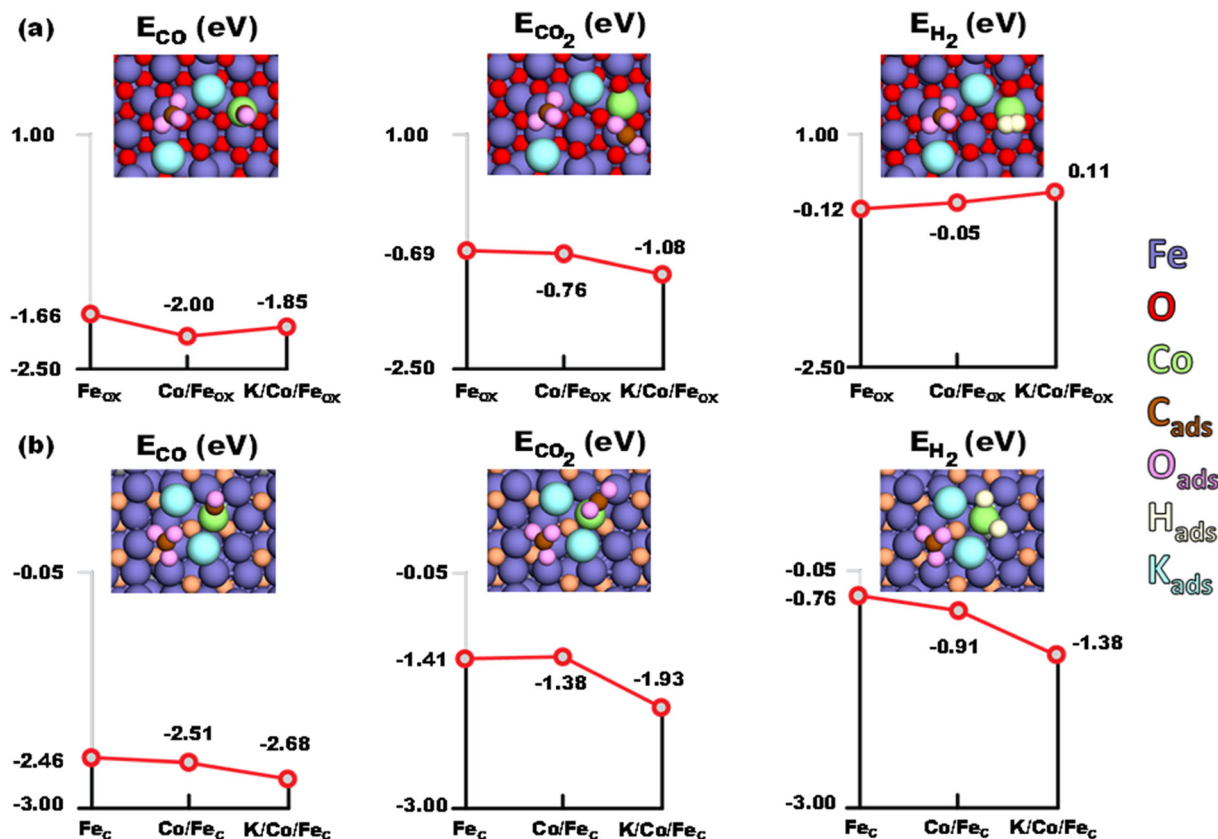 (a)
E_CO (eV)
1.00
-1.66
-2.00
-1.85
-2.50
Fe_OX
Co/Fe_OX
K/Co/Fe_OX
E_CO2 (eV)
1.00
-0.69
-0.76
-1.08
-2.50
Fe_OX
Co/Fe_OX
K/Co/Fe_OX
E_H2 (eV)
1.00
-0.12
-0.05
0.11
-2.50
Fe_OX
Co/Fe_OX
K/Co/Fe_OX
(b)
E_CO (eV)
-0.05
-2.46
-2.51
-2.68
-3.00
Fe_C
Co/Fe_C
K/Co/Fe_C
E_CO2 (eV)
-0.05
-1.41
-1.38
-1.93
-3.00
Fe_C
Co/Fe_C
K/Co/Fe_C
E_H2 (eV)
-0.05
-0.76
-0.91
-1.38
-3.00
Fe_C
Co/Fe_C
K/Co/Fe_C
Fe
O
Co
C_ads
O_ads
H_ads
K_ads